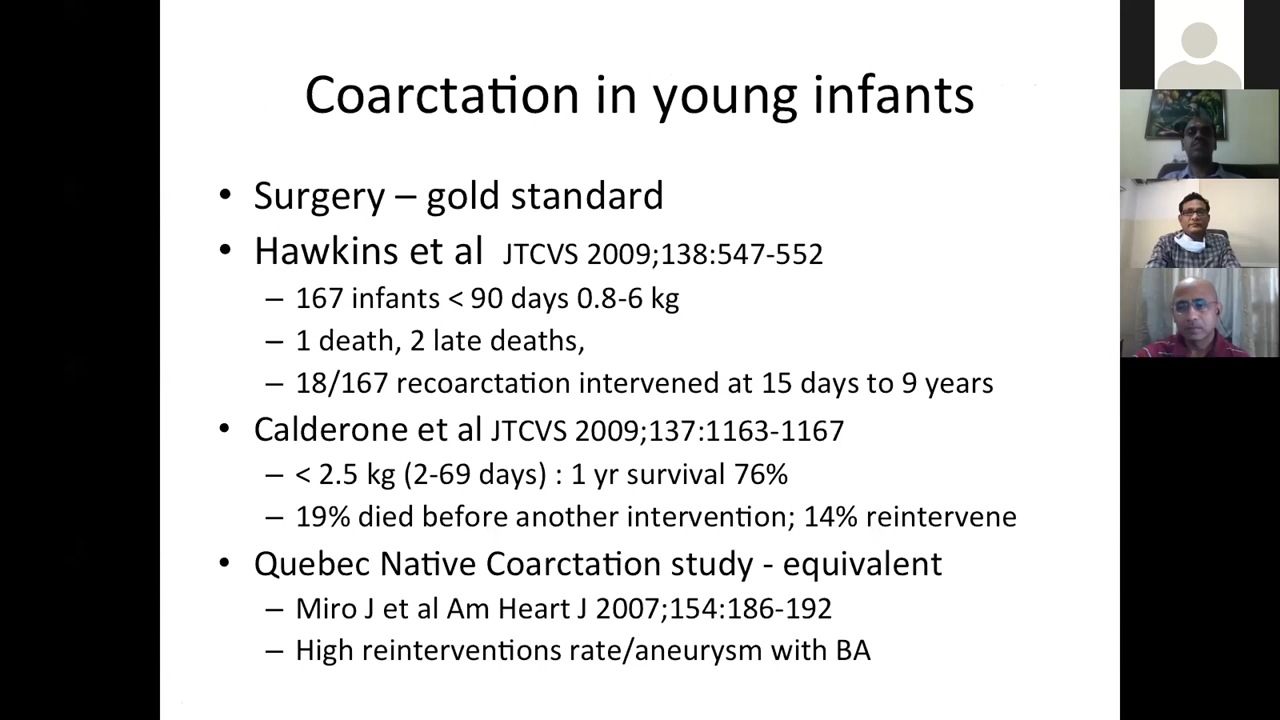 Coarctation in young infants
• Surgery – gold standard
• Hawkins et al JTCVS 2009;138:547-552
– 167 infants < 90 days 0.8-6 kg
– 1 death, 2 late deaths,
– 18/167 recoarctation intervened at 15 days to 9 years
• Calderone et al JTCVS 2009;137:1163-1167
– < 2.5 kg (2-69 days) : 1 yr survival 76%
– 19% died before another intervention; 14% reintervene
• Quebec Native Coarctation study - equivalent
– Miro J et al Am Heart J 2007;154:186-192
– High reinterventions rate/aneurysm with BA